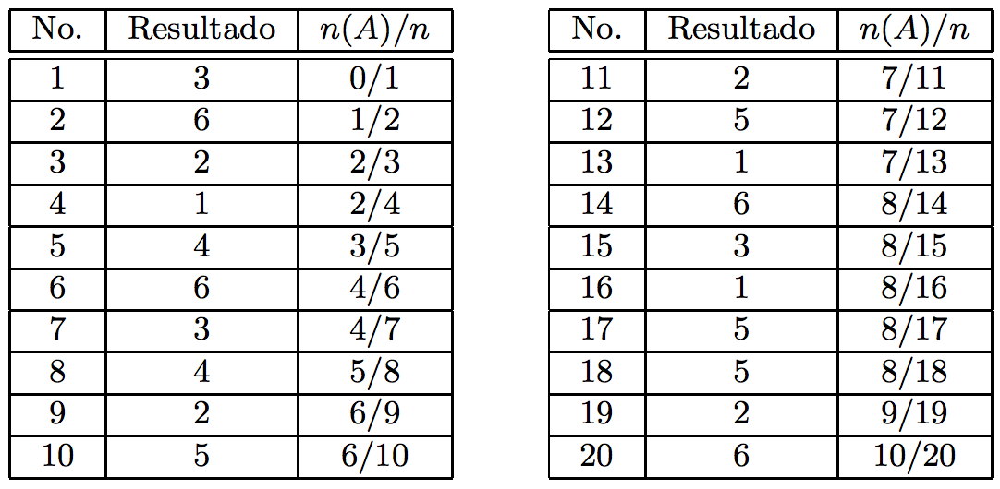 No. Resultado n(A)/n
1 3 0/1
2 6 1/2
3 2 2/3
4 1 2/4
5 4 3/5
6 6 4/6
7 3 4/7
8 4 5/8
9 2 6/9
10 5 6/10
No. Resultado n(A)/n
11 2 7/11
12 5 7/12
13 1 7/13
14 6 8/14
15 3 8/15
16 1 8/16
17 5 8/17
18 5 8/18
19 2 9/19
20 6 10/20